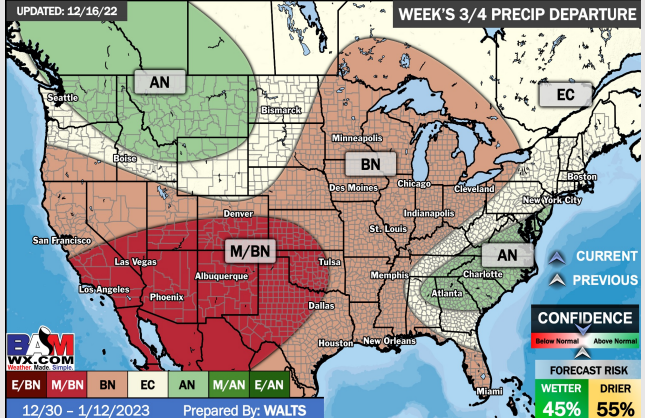 UPDATED: 12/16/22
WEEK'S 3/4 PRECIP DEPARTURE
AN
EC
Seattle
Bismarck
Minneapolis
BN
Boise
Boston
Des Moines
Chicago
Cleveland
New York City
Denver
Indianapolis
San Francisco
St. Louis
M/BN
AN
CURRENT
Las Vegas
Tulsa
Albuquerque
Memphis
Charlotte
PREVIOUS
Los Angeles
Phoenix
Atlanta
Dallas
CONFIDENCE
Below Normal
Above Normal
BAM
WX.COM
Weather. Made. Simple.
Houston
New Orleans
FORECAST RISK
E/BN
M/BN
BN
EC
AN
M/AN
E/AN
Miami
WETTER
DRIER
45%
55%
12/30 – 1/12/2023
Prepared By: WALTS